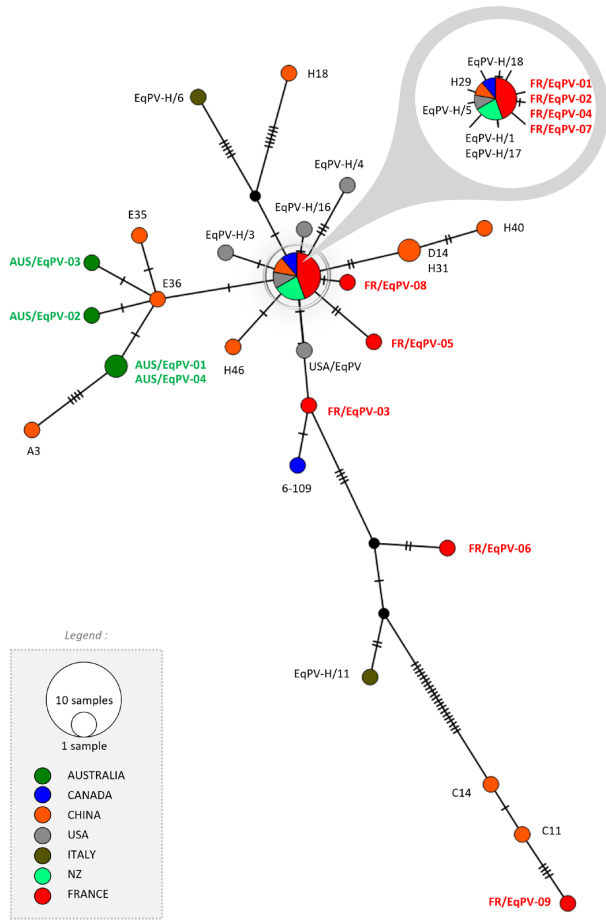 EqPV-H/18
H18
H29
FR/EqPV-01
EqPV-H/6
FR/EqPV-02
EqPV-H/5
FR/EqPV-04
FR/EqPV-07
EqPV-H/1
EqPV-H/17
EqPV-H/4
EqPV-H/16
E35
EqPV-H/3
H40
D14
H31
AUS/EqPV-03
E36
FR/EqPV-08
AUS/EqPV-02
FR/EqPV-05
H46
USA/EqPV
AUS/EqPV-01
AUS/EqPV-04
FR/EqPV-03
A3
6-109
FR/EqPV-06
EqPV-H/11
C14
C11
FR/EqPV-09
Legend :
10 samples
1 sample
AUSTRALIA
CANADA
CHINA
USA
ITALY
NZ
FRANCE